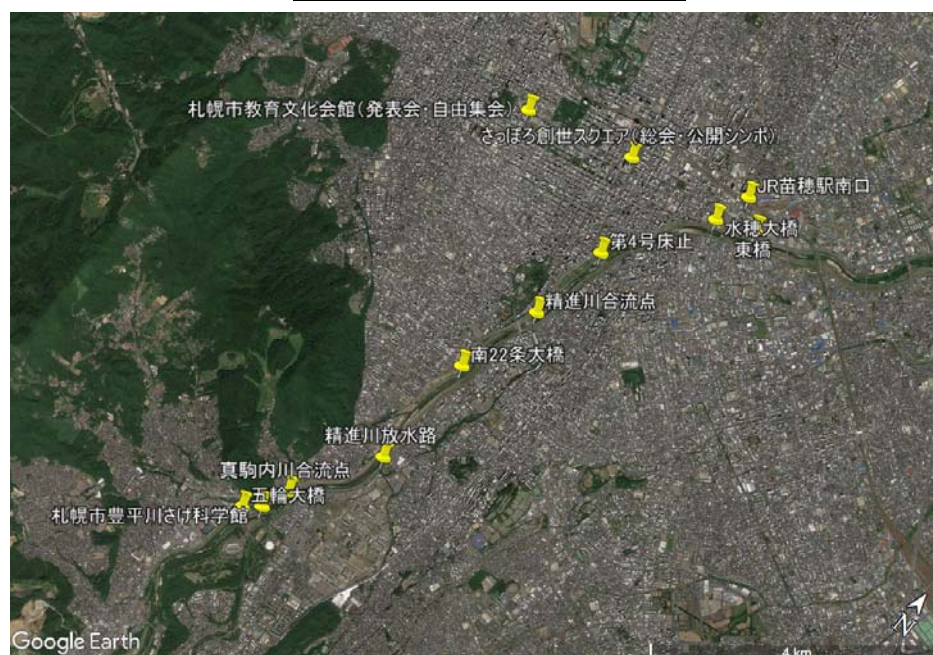 札幌市教育文化会館(発表会・自由集会)
さっぽろ創世スクエア(総会・公開シンポ)
JR苗穂駅南口
水穂大橋
東橋
第4号床止
精進川合流点
南22条大橋
精進川放水路
真駒内川合流点
五輪大橋
札幌市豊平川さけ科学館
Google Earth
N
4 km